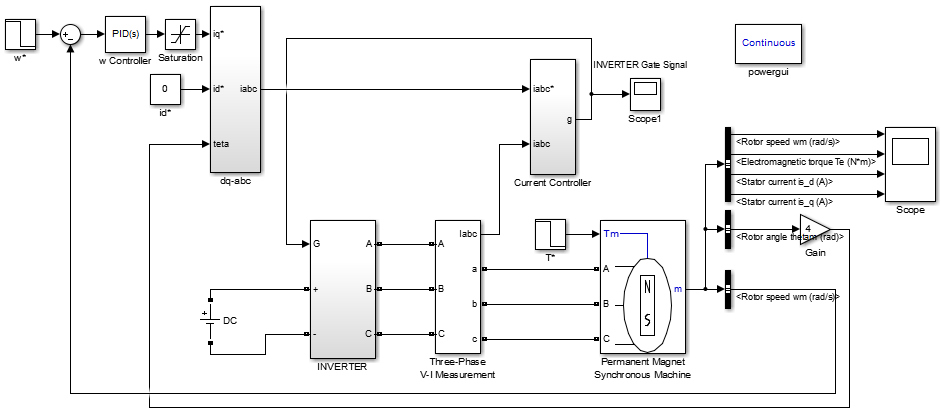 w*
+
-
PID(s)
w Controller
Saturation
0
id*
iq*
id*
teta
iabc
dq-abc
INVERTER Gate Signal
iabc*
iabc
g
Current Controller
Scope1
Continuous
powergui
<Rotor speed wm (rad/s)>
<Electromagnetic torque Te (N*m)>
<Stator current is_d (A)>
<Stator current is_q (A)>
Scope
<Rotor angle thetam (rad)>
4
Gain
<Rotor speed wm (rad/s)>
+
DC
G
+
-
A
B
C
INVERTER
A
B
C
Iabc
a
b
c
Three-Phase
V-I Measurement
T*
Tm
A
B
C
N
S
m
Permanent Magnet
Synchronous Machine